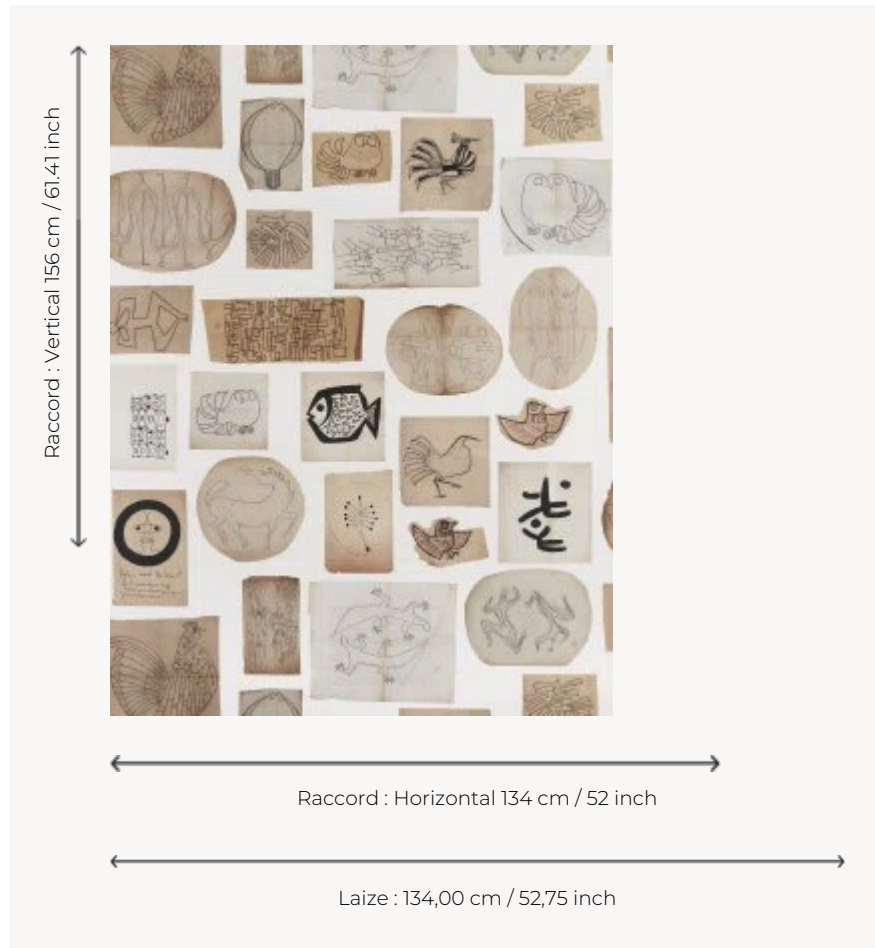 Raccord : Vertical 156 cm / 61.41 inch
Raccord : Horizontal 134 cm / 52 inch
Laize : 134,00 cm / 52,75 inch